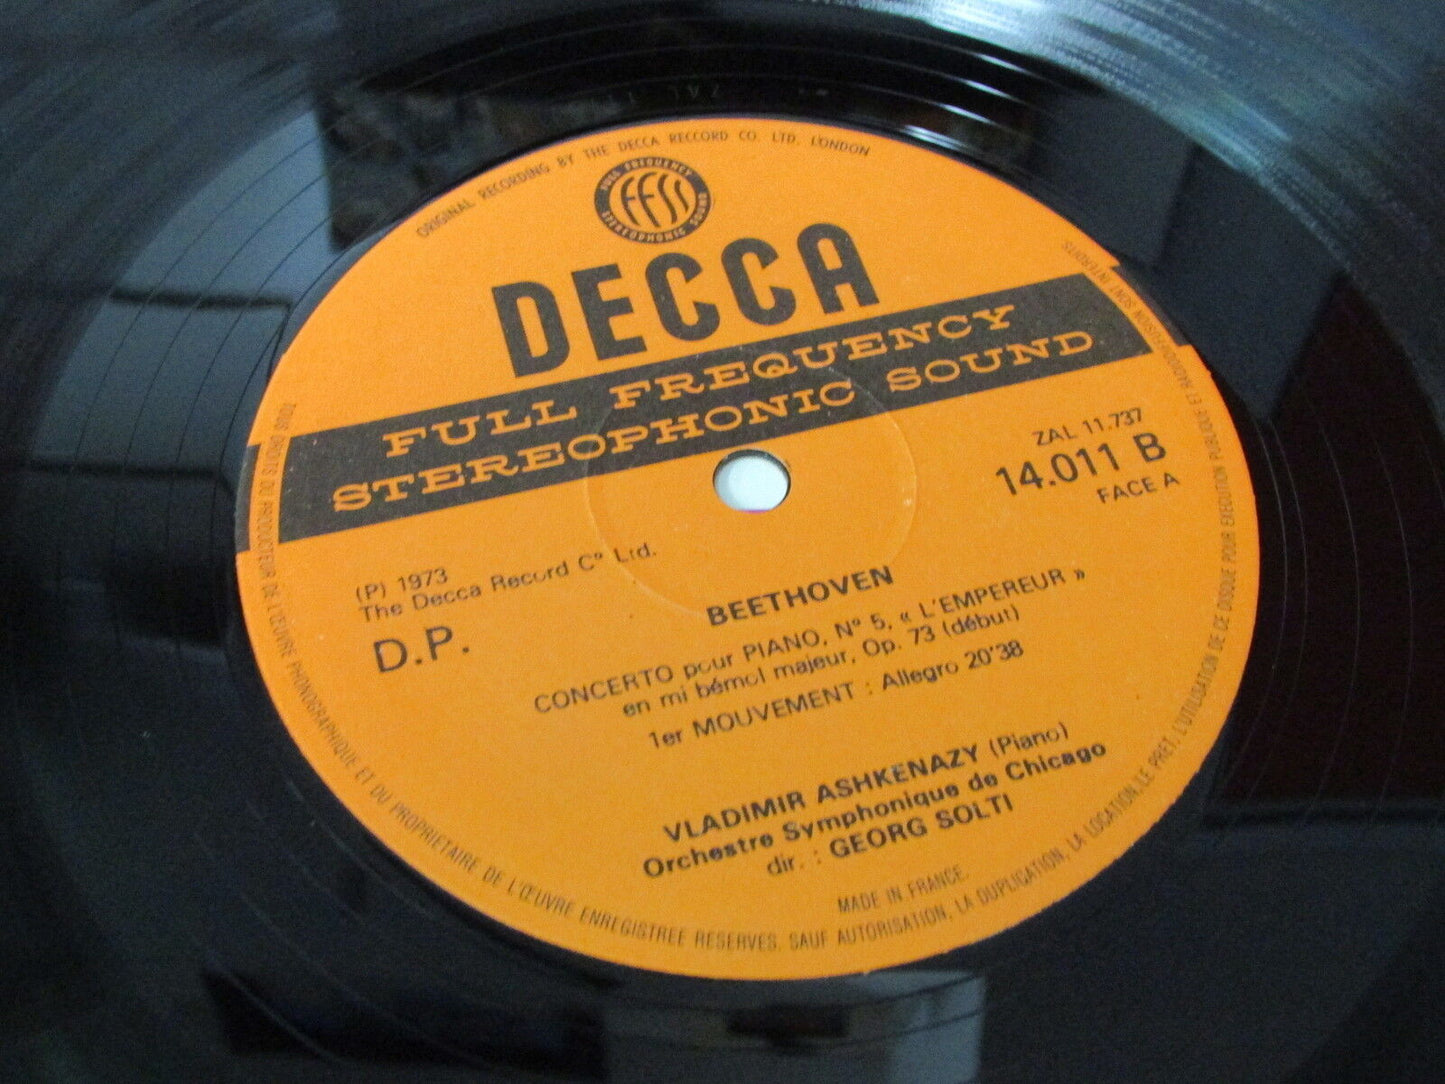 ORIGINAL RECORDING BY THE DECCA RECCORD CO. LTD. LONDON
FULL FREQUENCY
FFSS
STEREOPHONIC SOUND
DECCA
FULL FREQUENCY
STEREOPHONIC SOUND
ZAL 11.737
14.011 B
FACE A
(P) 1973
The Decca Record C° Ltd.
D.P.
BEETHOVEN
CONCERTO pour PIANO, N° 5, « L'EMPEREUR »
en mi bémol majeur, Op. 73 (début)
1er MOUVEMENT : Allegro 20'38
VLADIMIR ASHKENAZY (Piano)
Orchestre Symphonique de Chicago
dir. : GEORG SOLTI
MADE IN FRANCE.
TOUS DROITS DU PRODUCTEUR DE L'ŒUVRE PHONOGRAPHIQUE ET DU PROPRIETAIRE DE L'ŒUVRE ENREGISTREE RESERVES. SAUF AUTORISATION, LA DUPLICATION, LA LOCATION, LE PRET, L'UTILISATION DE CE DISQUE POUR EXECUTION PUBLIQUE ET RADIODIFFUSION SONT INTERDITS.